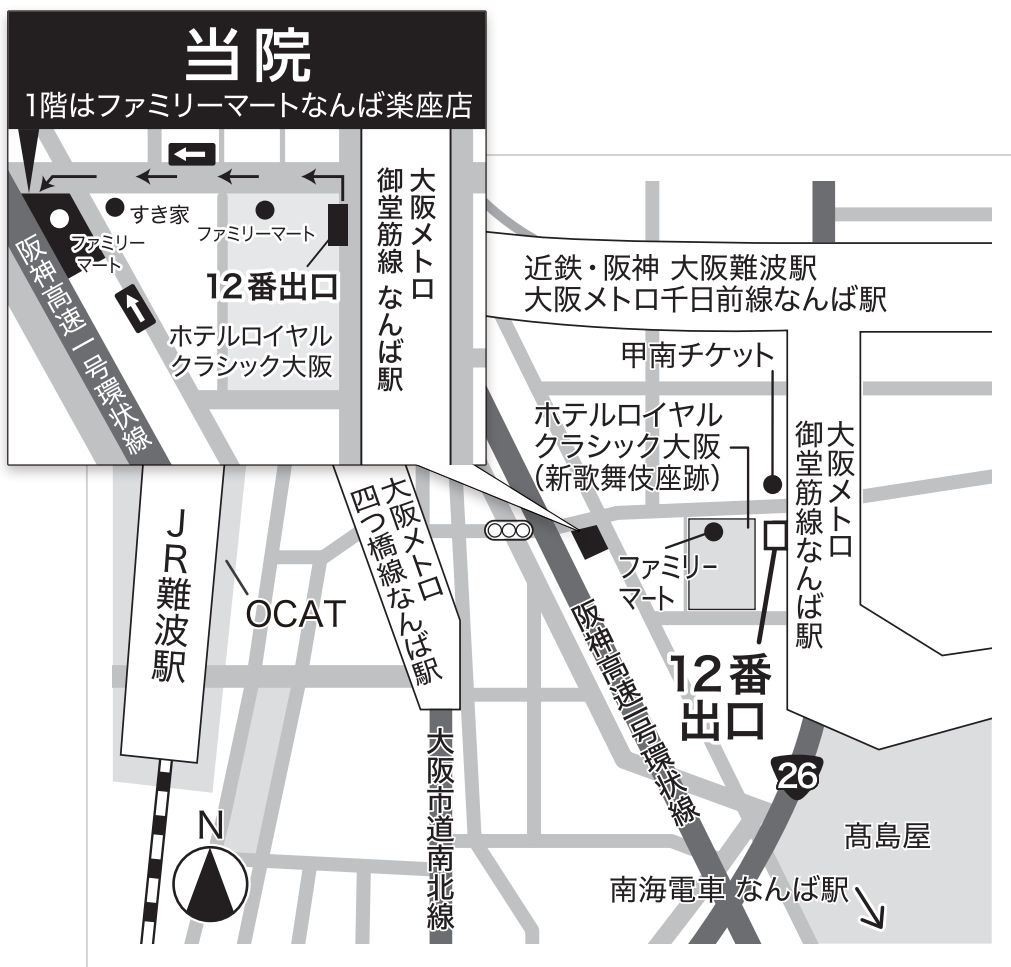 当院
1階はファミリーマートなんば楽座店
すき家
ファミリー
マート
ファミリーマート
12番出口
ホテルロイヤル
クラシック大阪
阪神高速一号環状線
大阪メトロ
御堂筋線 なんば駅
近鉄・阪神 大阪難波駅
大阪メトロ千日前線なんば駅
甲南チケット
ホテルロイヤル
クラシック大阪
(新歌舞伎座跡)
大阪メトロ
御堂筋線なんば駅
ファミリー
マート
12番
出口
大阪メトロ
四つ橋線なんば駅
JR難波駅
OCAT
阪神高速一号環状線
大阪市道南北線
26
髙島屋
南海電車 なんば駅
N